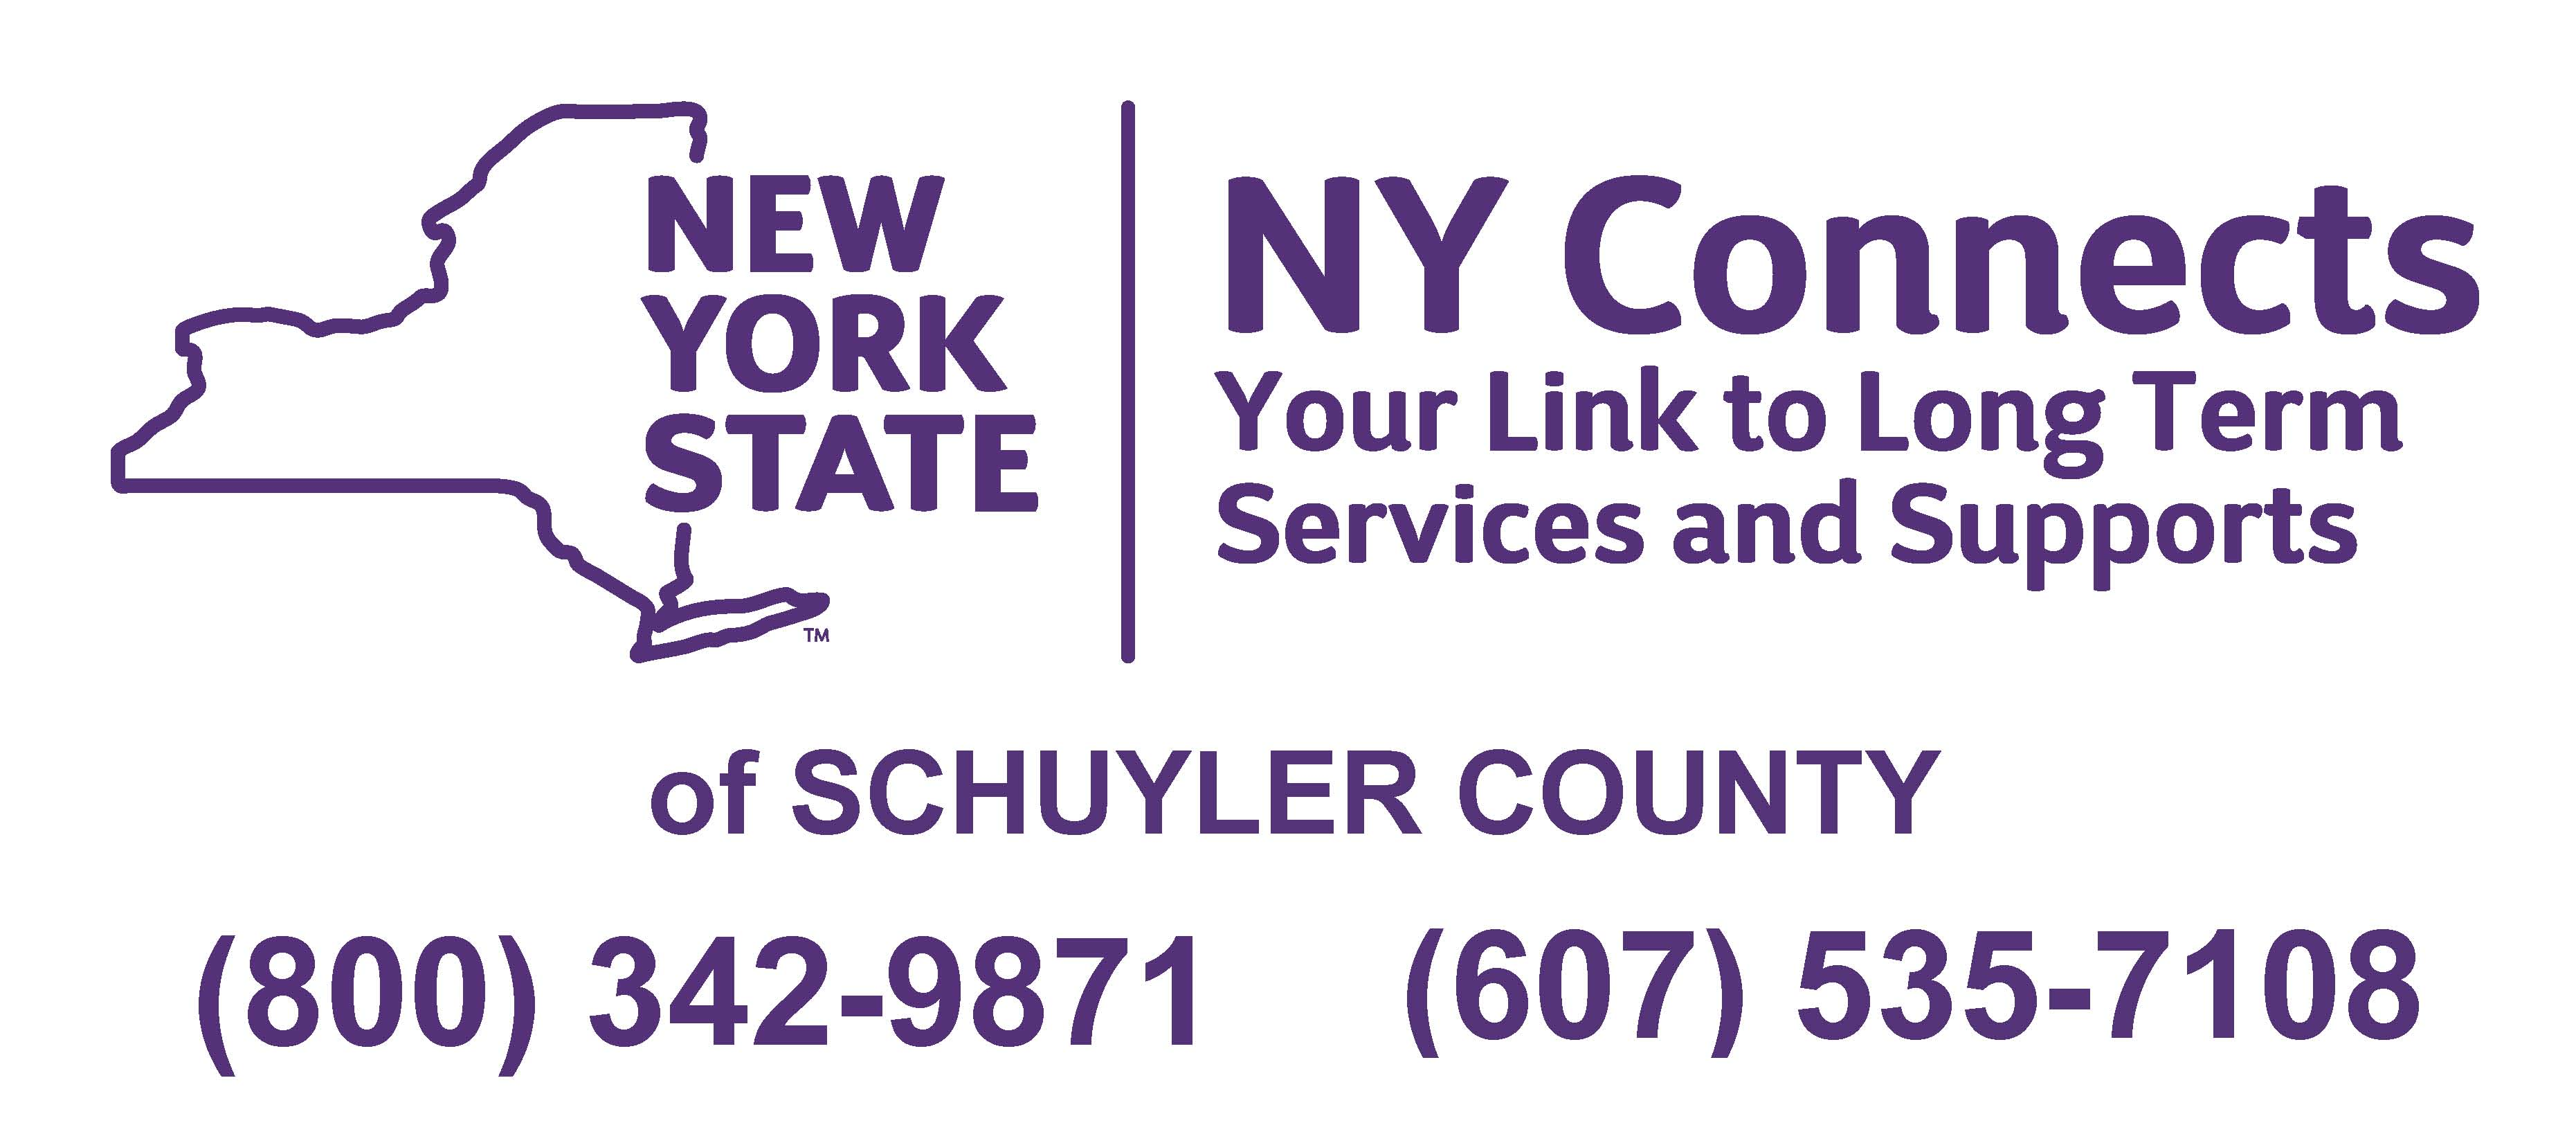 NEW
YORK
STATE
TM
NY Connects
Your Link to Long Term
Services and Supports
of SCHUYLER COUNTY
(800) 342-9871 (607) 535-7108